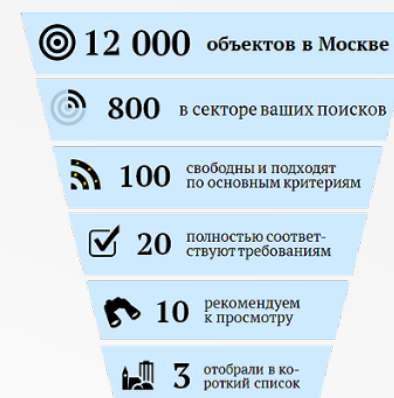 12 000 объектов в Москве
800 в секторе ваших поисков
100 свободны и подходят
по основным критериям
20 полностью соответ-
ствуют требованиям
10 рекомендуем
к просмотру
3 отобрали в ко-
роткий список